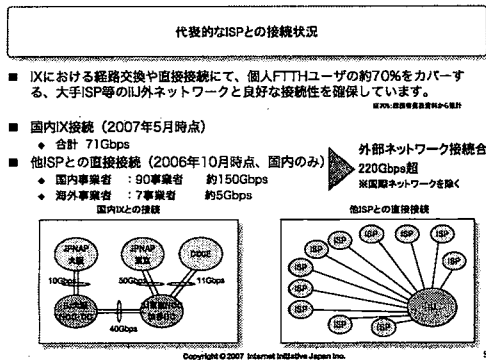 代表的なISPとの接続状況
■ IXにおける経路交換や直接接続にて、個人FTTHユーザの約70%をカバーす
る、大手ISP等のIIJ外ネットワークと良好な接続性を確保しています。
■ 国内IX接続(2007年5月時点)
◆ 合計 71Gbps
■ 他ISPとの直接接続(2006年10月時点、国内のみ)
◆ 国内事業者 :90事業者 約150Gbps
◆ 海外事業者 :7事業者 約5Gbps
外部ネットワーク接続合
220Gbps超
※国際ネットワークを除く
国内IXとの接続
他ISPとの直接接続
JPNAP
大阪
JPNAP
東京
10Gbps
50Gbps
11Gbps
40Gbps
ISP
ISP
ISP
ISP
ISP
ISP
ISP
ISP
ISP
ISP
ISP
IIJ
Copyright © 2007 Internet Initiative Japan Inc.